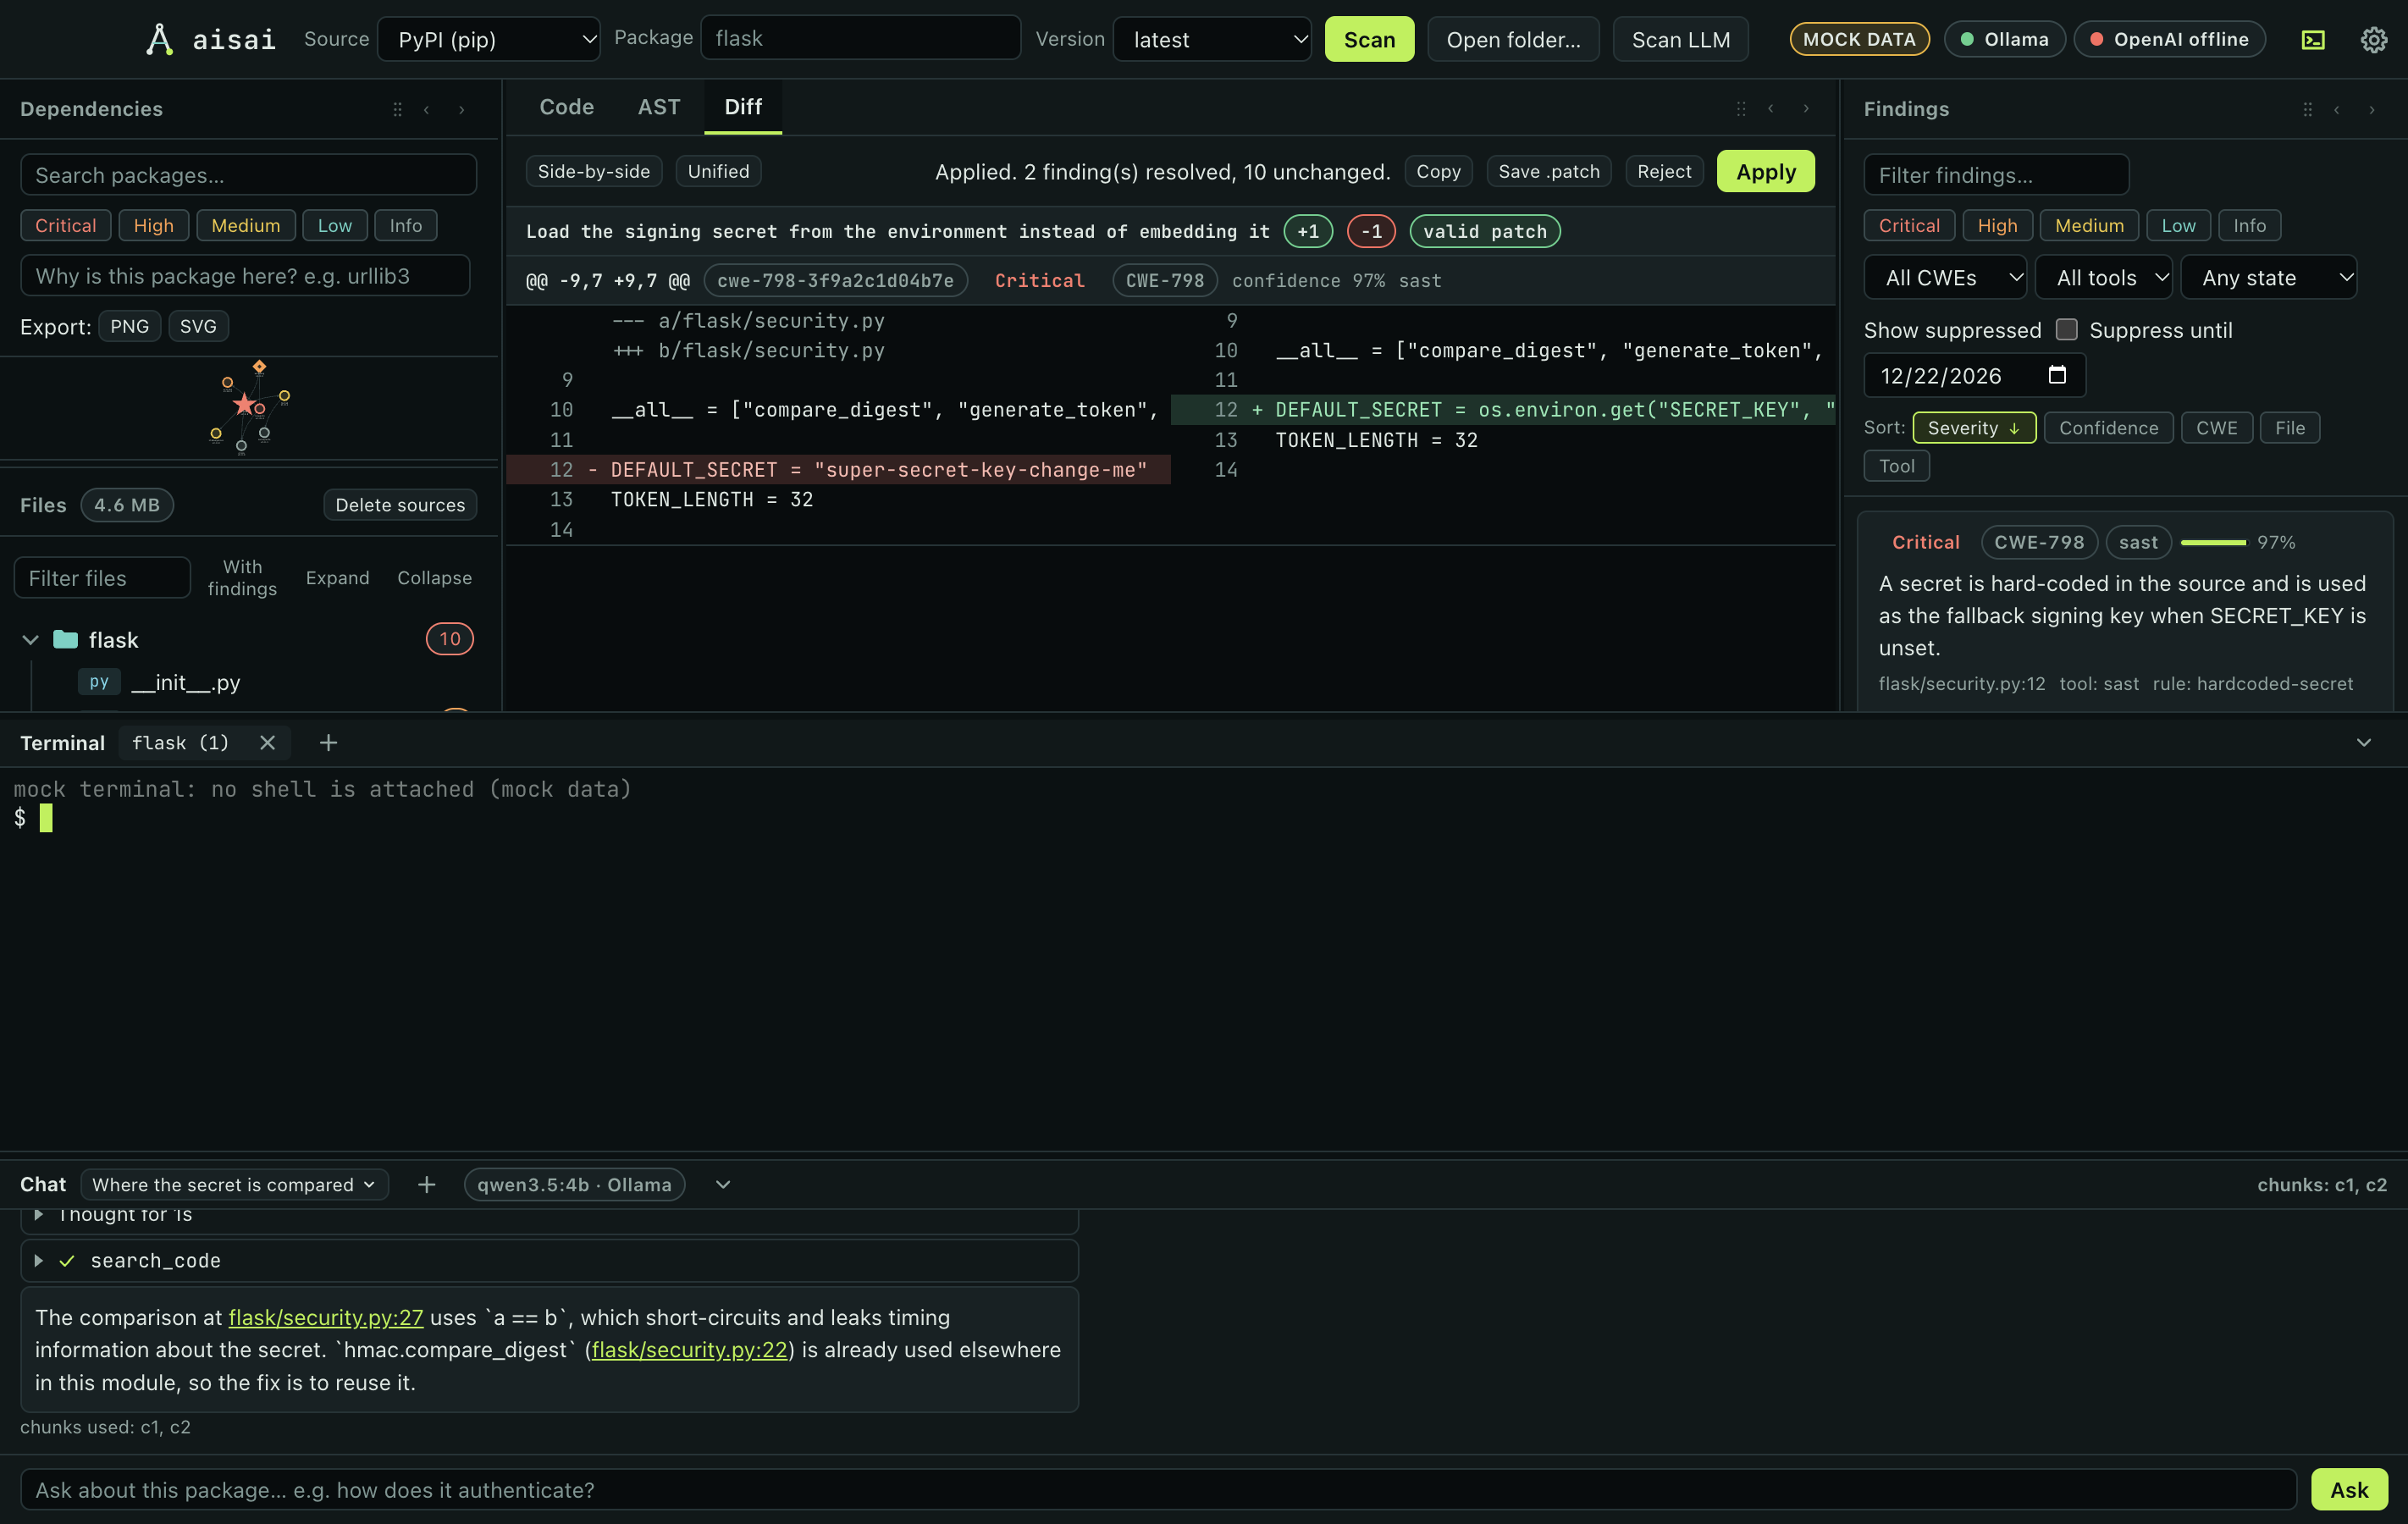 aisai Source PyPI (pip) Package flask Version latest Scan Open folder... Scan LLM MOCK DATA Ollama OpenAI offline
Dependencies
Search packages...
Critical High Medium Low Info
Why is this package here? e.g. urllib3
Export: PNG SVG
Files 4.6 MB Delete sources
Filter files With findings Expand Collapse
flask 10
py __init__.py
Code AST Diff
Side-by-side Unified Applied. 2 finding(s) resolved, 10 unchanged. Copy Save .patch Reject Apply
Load the signing secret from the environment instead of embedding it +1 -1 valid patch
@@ -9,7 +9,7 @@ cwe-798-3f9a2c1d04b7e Critical CWE-798 confidence 97% sast
--- a/flask/security.py
+++ b/flask/security.py
9
10 __all__ = ["compare_digest", "generate_token",
11
12 - DEFAULT_SECRET = "super-secret-key-change-me"
13 TOKEN_LENGTH = 32
14
9
10 __all__ = ["compare_digest", "generate_token",
11
12 + DEFAULT_SECRET = os.environ.get("SECRET_KEY", "
13 TOKEN_LENGTH = 32
14
Findings
Filter findings...
Critical High Medium Low Info
All CWEs All tools Any state
Show suppressed Suppress until
12/22/2026
Sort: Severity ↓ Confidence CWE File
Tool
Critical CWE-798 sast 97%
A secret is hard-coded in the source and is used
as the fallback signing key when SECRET_KEY is
unset.
flask/security.py:12 tool: sast rule: hardcoded-secret
Terminal flask (1)
mock terminal: no shell is attached (mock data)
$
Chat Where the secret is compared qwen3.5:4b · Ollama chunks: c1, c2
Thought for 1s
search_code
The comparison at flask/security.py:27 uses `a == b`, which short-circuits and leaks timing
information about the secret. `hmac.compare_digest` (flask/security.py:22) is already used elsewhere
in this module, so the fix is to reuse it.
chunks used: c1, c2
Ask about this package... e.g. how does it authenticate? Ask